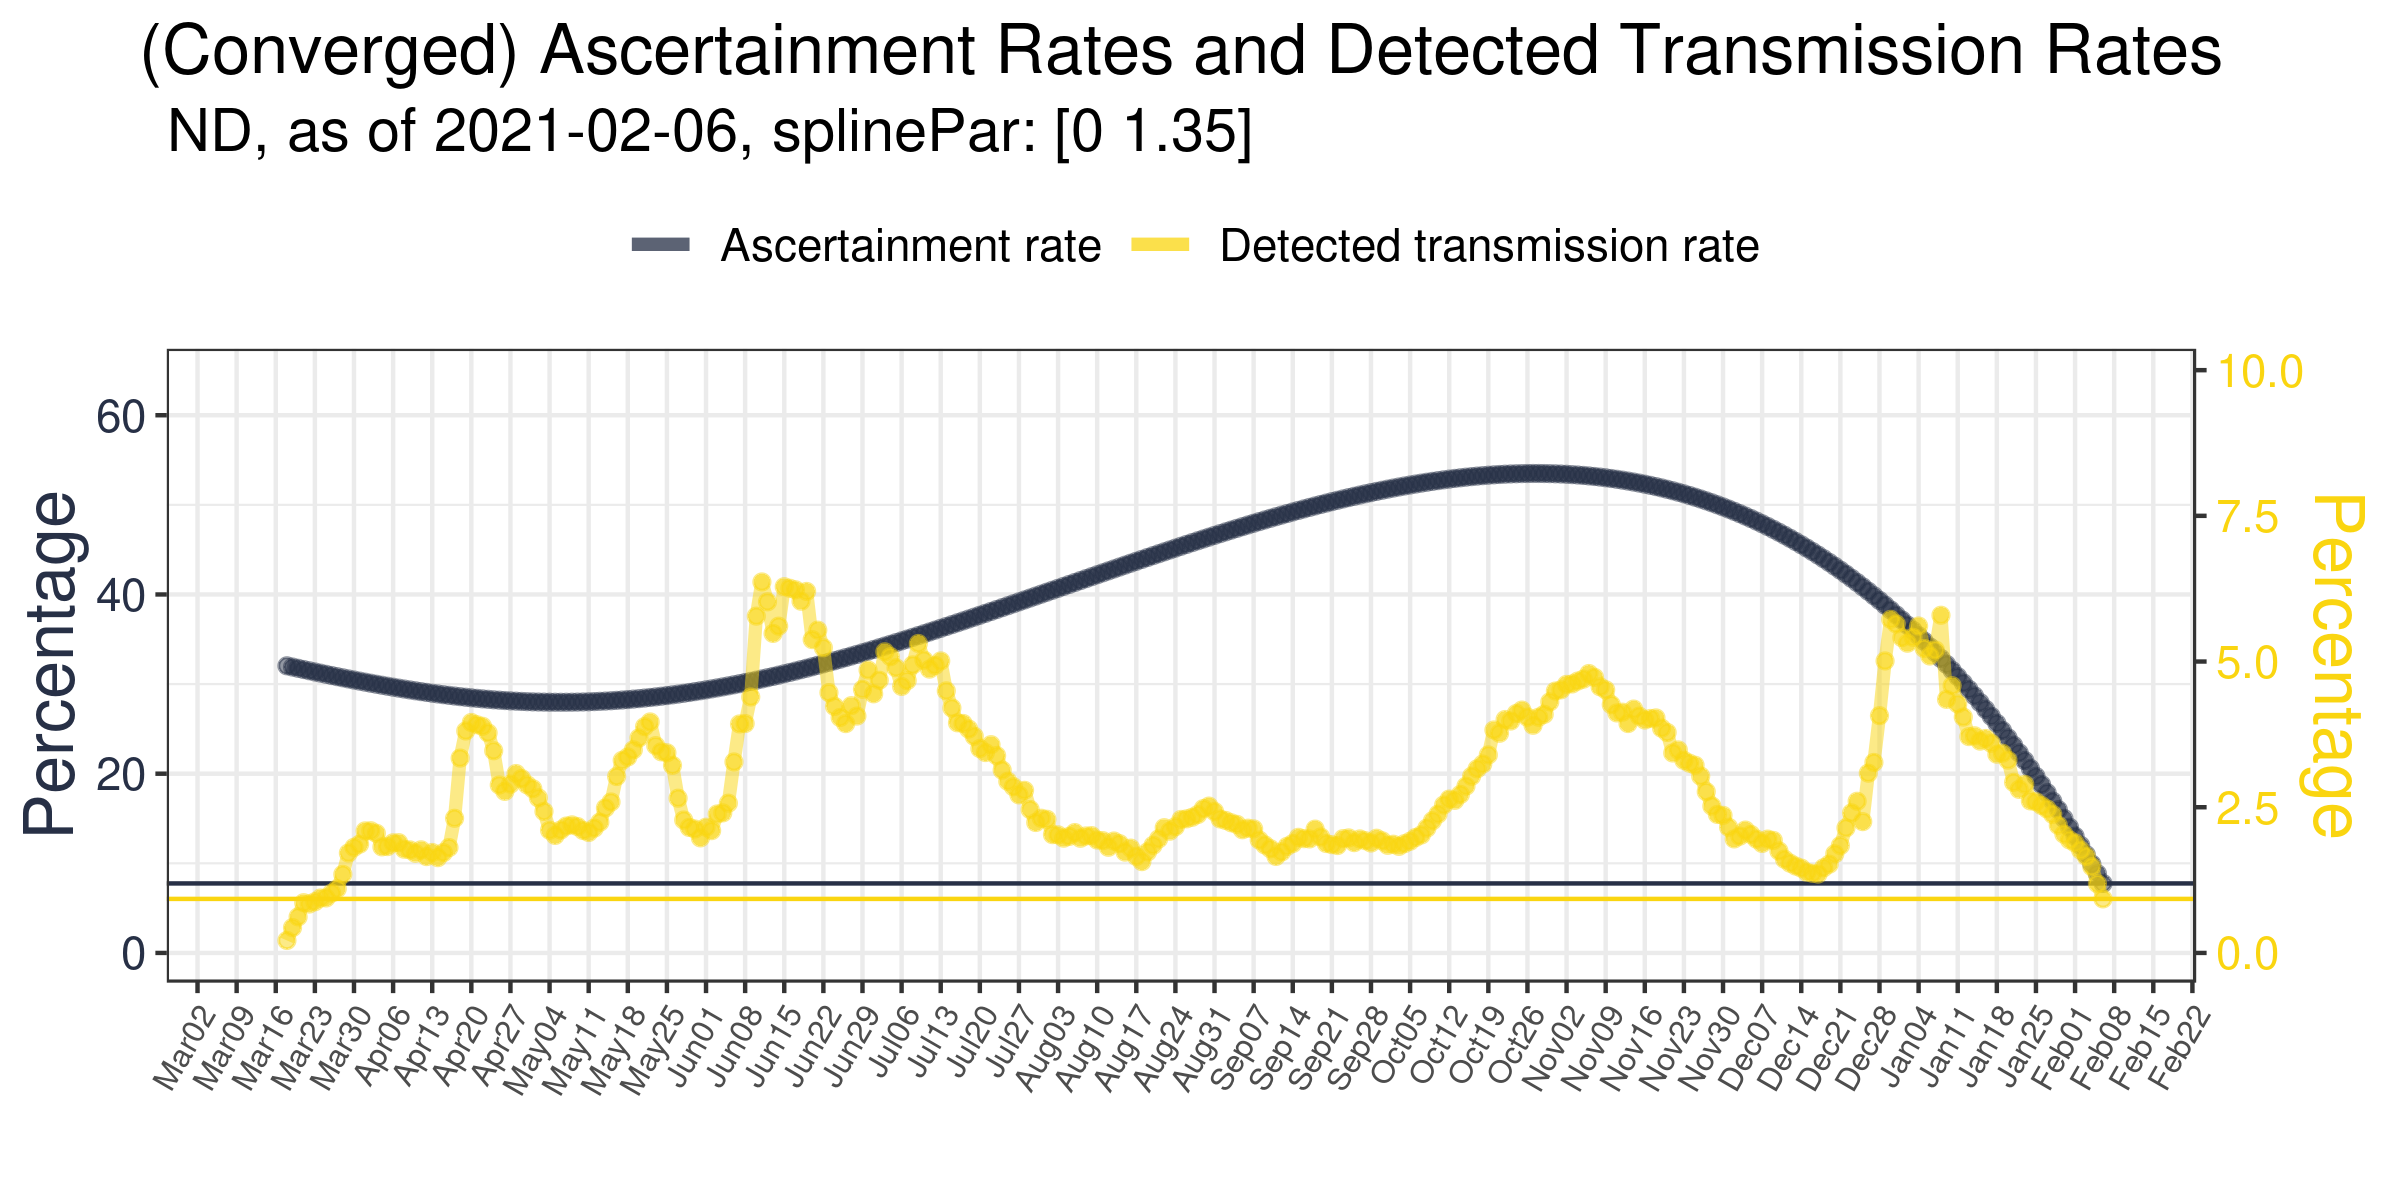 (Converged) Ascertainment Rates and Detected Transmission Rates
ND, as of 2021-02-06, splinePar: [0 1.35]
Ascertainment rate Detected transmission rate
Percentage
60
40
20
0
10.0
7.5
5.0
2.5
0.0
Percentage
Mar02 Mar09 Mar16 Mar23 Mar30 Apr06 Apr13 Apr20 Apr27 May04 May11 May18 May25 Jun01 Jun08 Jun15 Jun22 Jun29 Jul06 Jul13 Jul20 Jul27 Aug03 Aug10 Aug17 Aug24 Aug31 Sep07 Sep14 Sep21 Sep28 Oct05 Oct12 Oct19 Oct26 Nov02 Nov09 Nov16 Nov23 Nov30 Dec07 Dec14 Dec21 Dec28 Jan04 Jan11 Jan18 Jan25 Feb01 Feb08 Feb15 Feb22